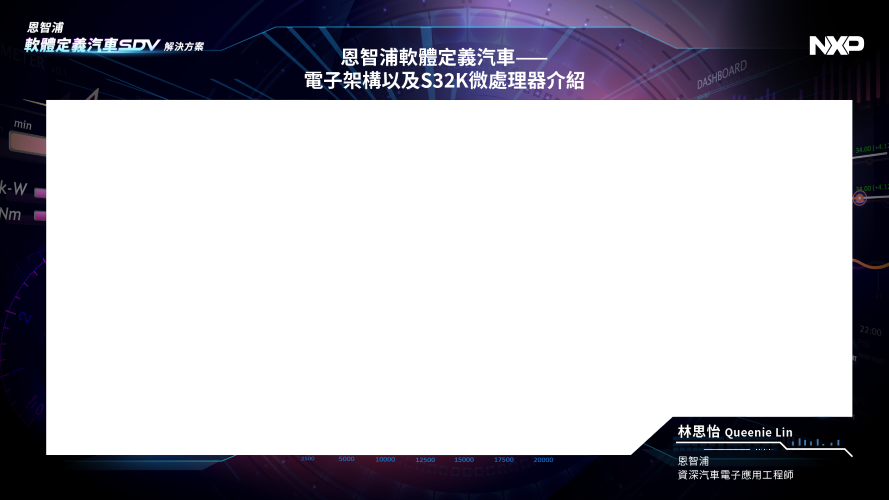 恩智浦
軟體定義汽車SDV 解決方案
NXP
恩智浦軟體定義汽車——
電子架構以及S32K微處理器介紹
DASHBOARD
min
k-W
Nm
22:00
5000 10000 12500 15000 17500 20000
林思怡 Queenie Lin
恩智浦
資深汽車電子應用工程師